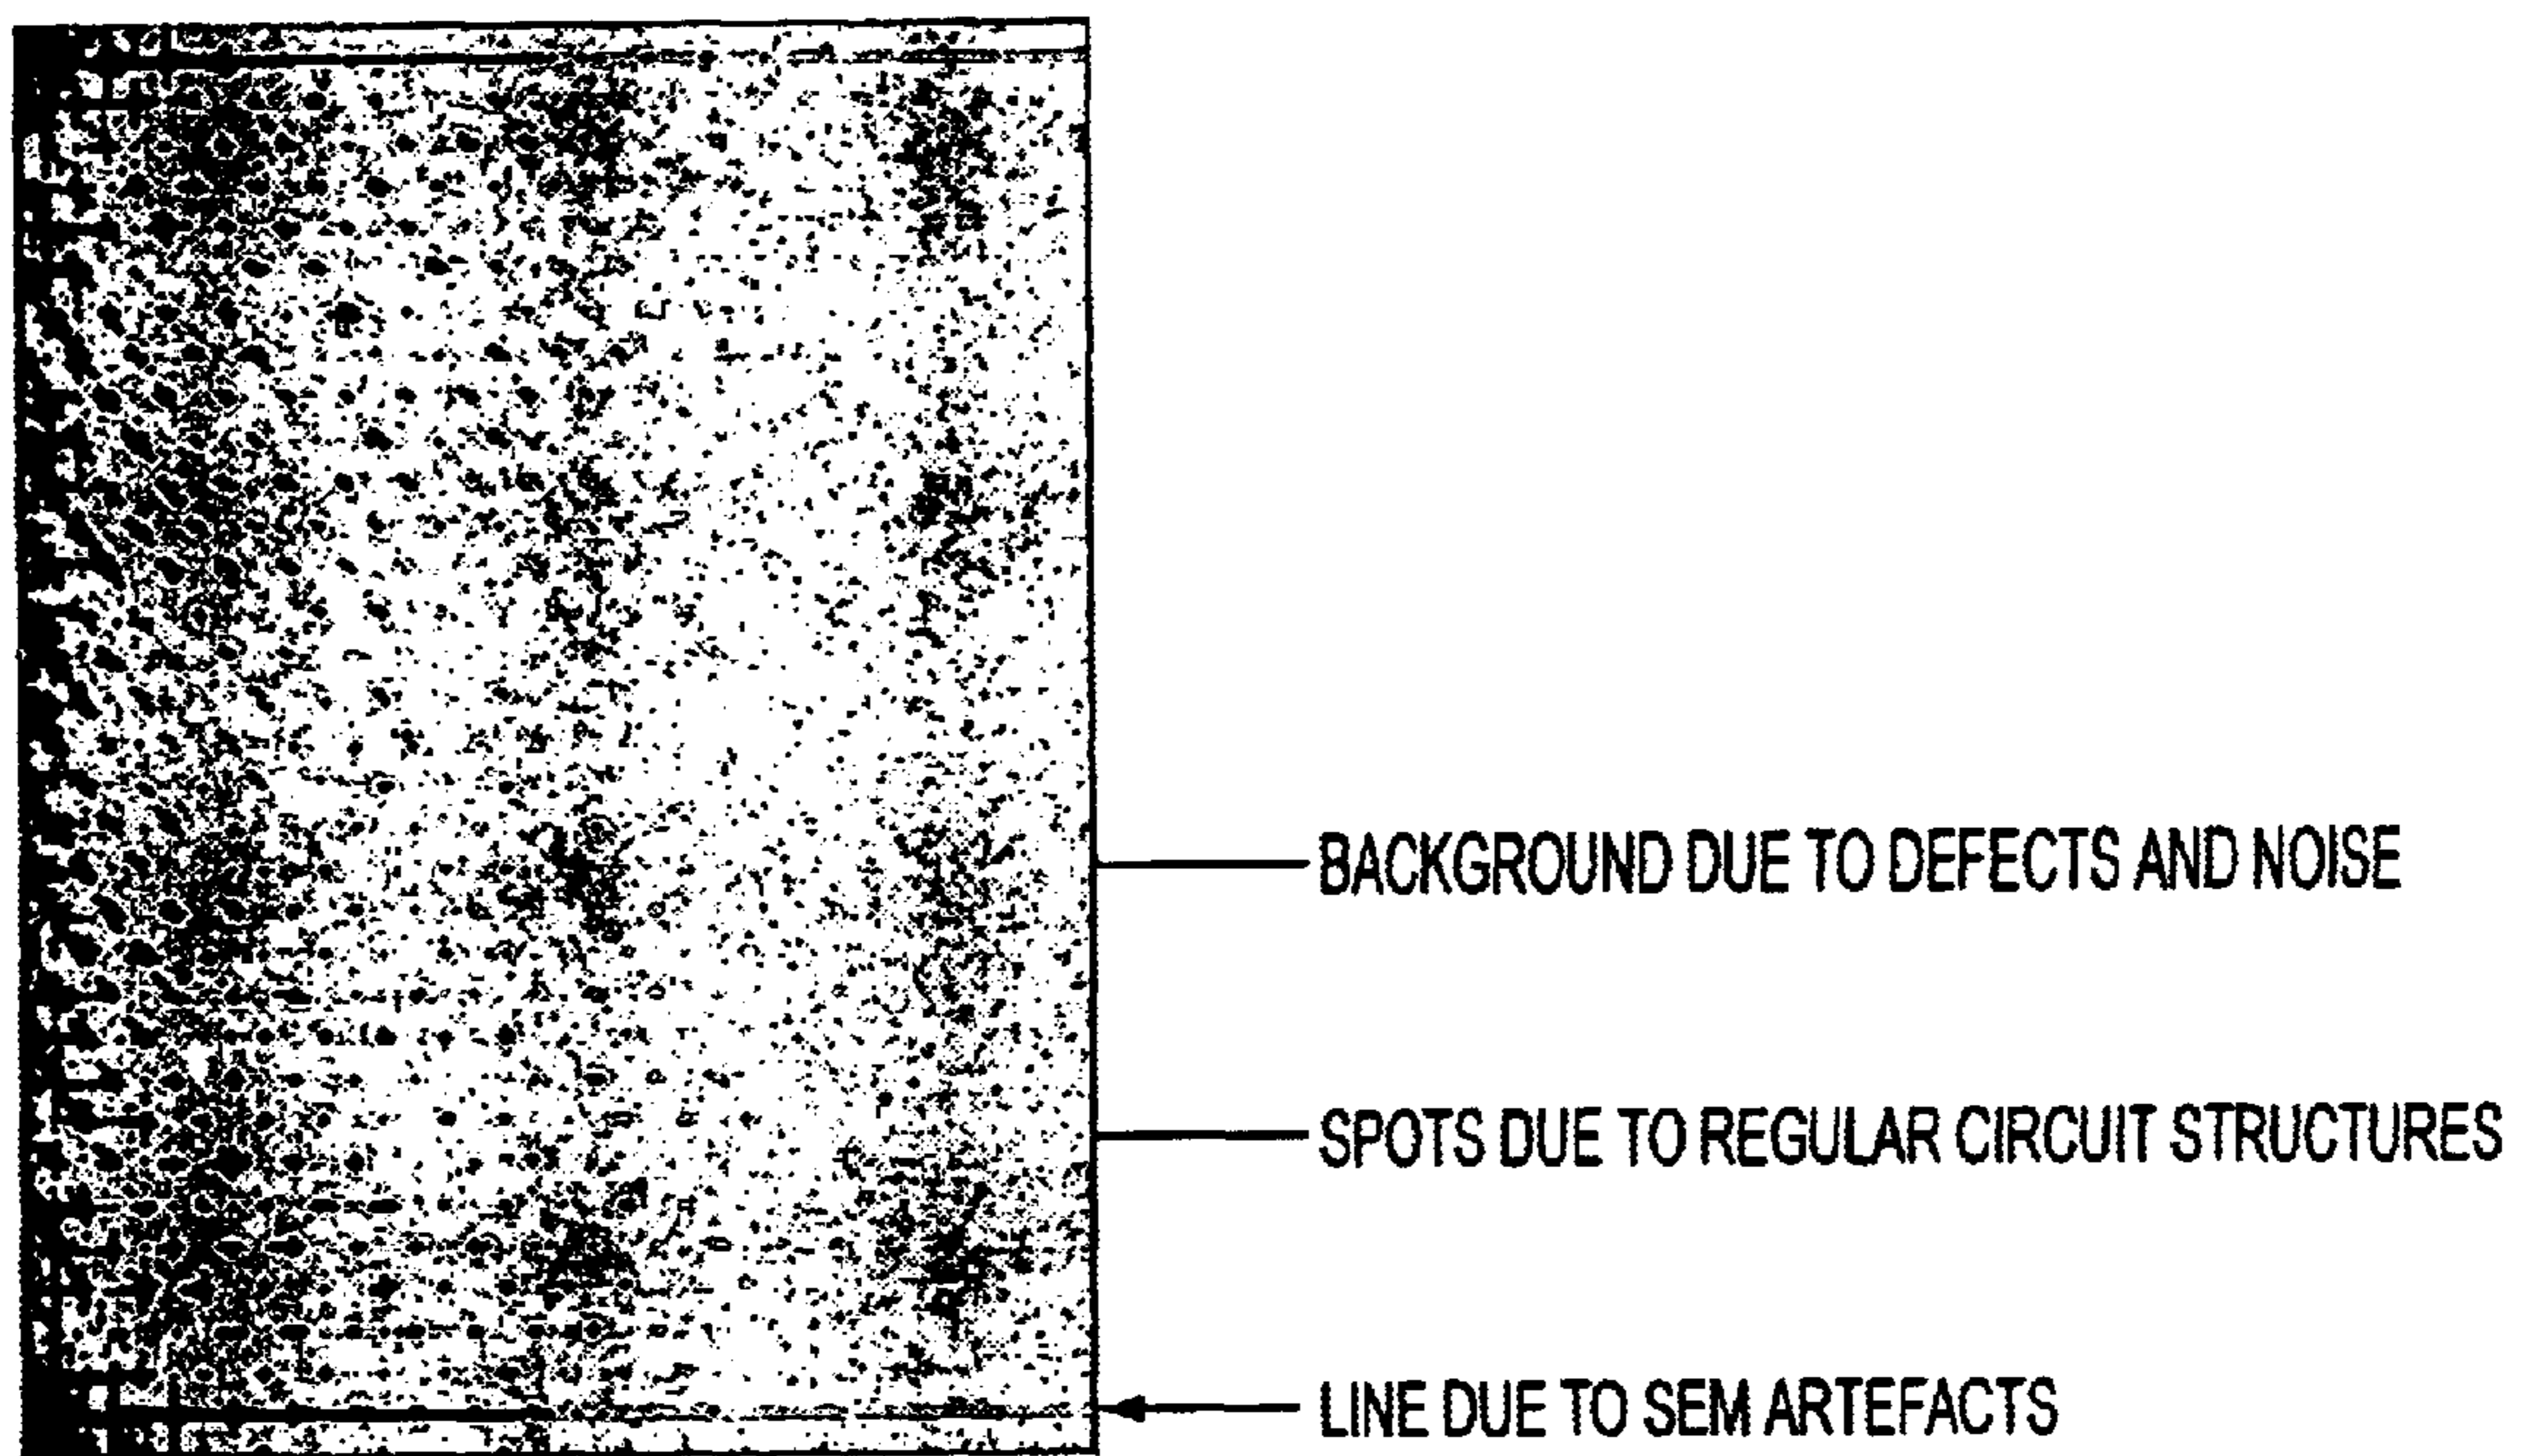 BACKGROUND DUE TO DEFECTS AND NOISE
SPOTS DUE TO REGULAR CIRCUIT STRUCTURES
LINE DUE TO SEM ARTEFACTS